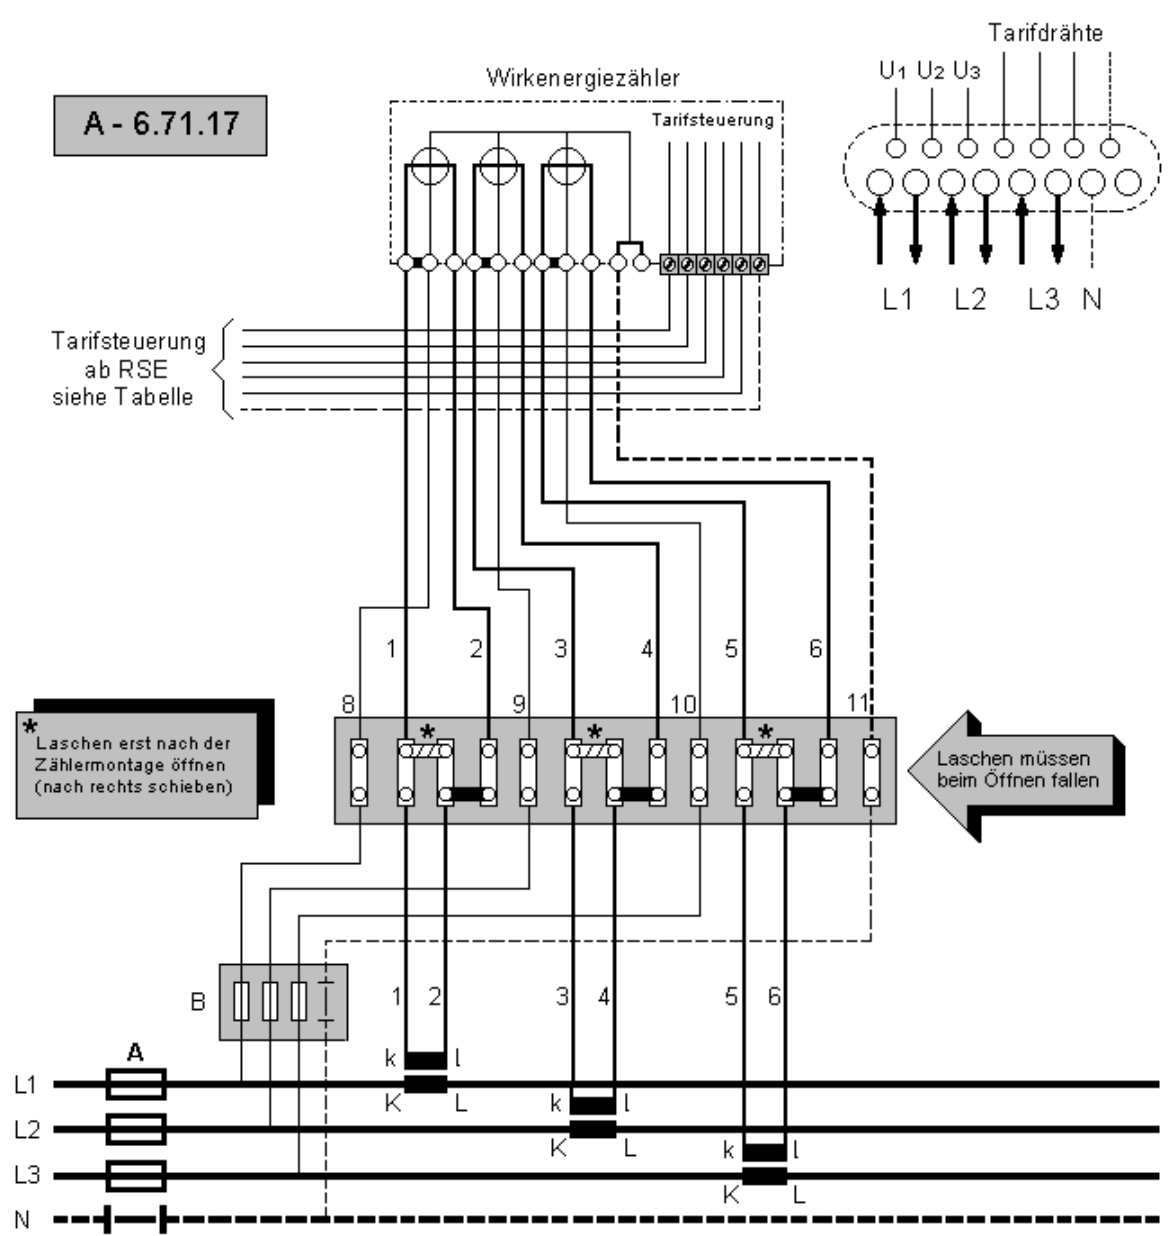 Tarifdrähte
U1 U2 U3
Wirkenergiezähler
A - 6.71.17
Tarifsteuerung
L1 L2 L3 N
Tarifsteuerung
ab RSE
siehe Tabelle
1 2 3 4 5 6
8 9 10 11
* * *
* Laschen erst nach der
Zählermontage öffnen
(nach rechts schieben)
Laschen müssen
beim Öffnen fallen
B
1 2 3 4 5 6
A
k l
L1
K L
k l
L2
K L
k l
L3
K L
N